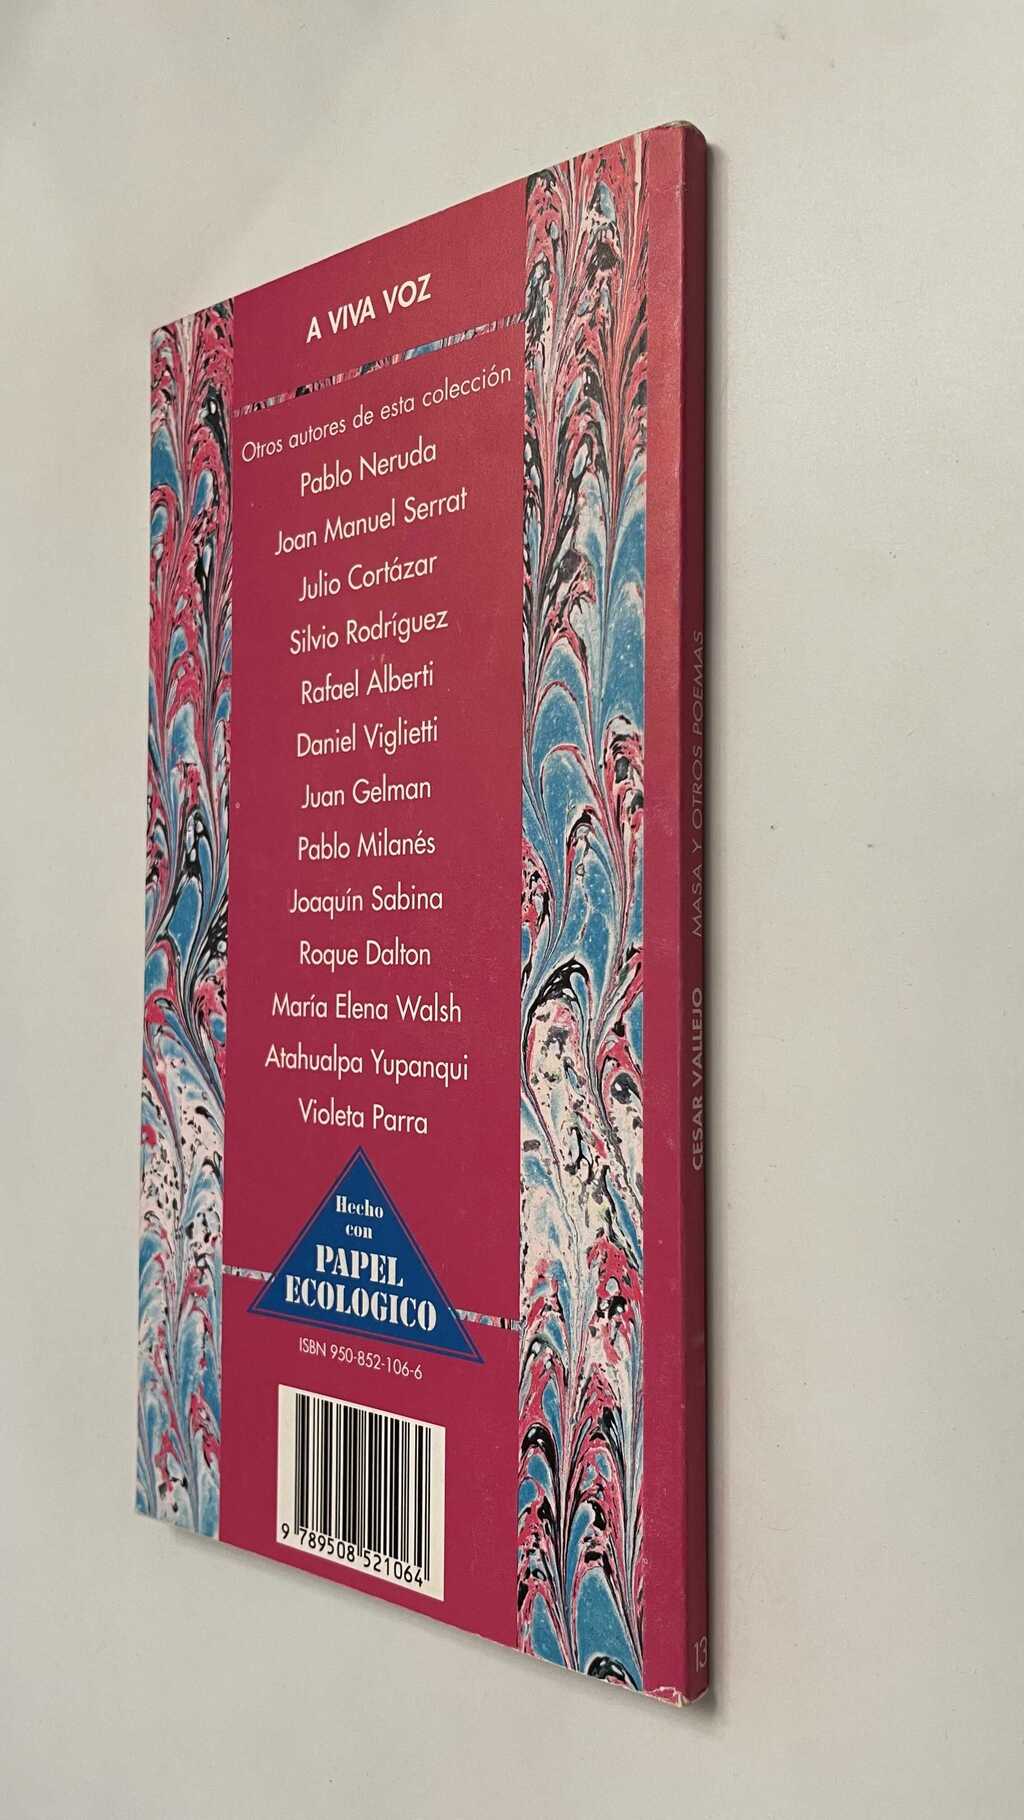 A VIVA VOZ
Otros autores de esta colección
Pablo Neruda
Joan Manuel Serrat
Julio Cortázar
Silvio Rodríguez
Rafael Alberti
Daniel Viglietti
Juan Gelman
Pablo Milanés
Joaquín Sabina
Roque Dalton
María Elena Walsh
Atahualpa Yupanqui
Violeta Parra
Hecho
con
PAPEL
ECOLOGICO
ISBN 950-852-106-6
9 789508 521064
CESAR VALLEJO MASA Y OTROS POEMAS
13